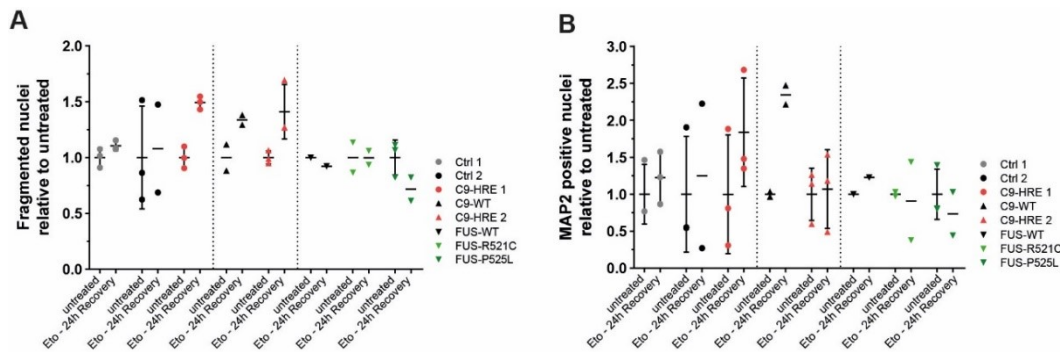 A
Fragmented nuclei
relative to untreated
2.0
1.5
1.0
0.5
0.0
untreated
Eto - 24h Recovery
untreated
Eto - 24h Recovery
untreated
Eto - 24h Recovery
untreated
Eto - 24h Recovery
untreated
Eto - 24h Recovery
untreated
Eto - 24h Recovery
untreated
Eto - 24h Recovery
untreated
Eto - 24h Recovery
Ctrl 1
Ctrl 2
C9-HRE 1
C9-WT
C9-HRE 2
FUS-WT
FUS-R521C
FUS-P525L
B
MAP2 positive nuclei
relative to untreated
3.0
2.5
2.0
1.5
1.0
0.5
0.0
untreated
Eto - 24h Recovery
untreated
Eto - 24h Recovery
untreated
Eto - 24h Recovery
untreated
Eto - 24h Recovery
untreated
Eto - 24h Recovery
untreated
Eto - 24h Recovery
untreated
Eto - 24h Recovery
untreated
Eto - 24h Recovery
Ctrl 1
Ctrl 2
C9-HRE 1
C9-WT
C9-HRE 2
FUS-WT
FUS-R521C
FUS-P525L